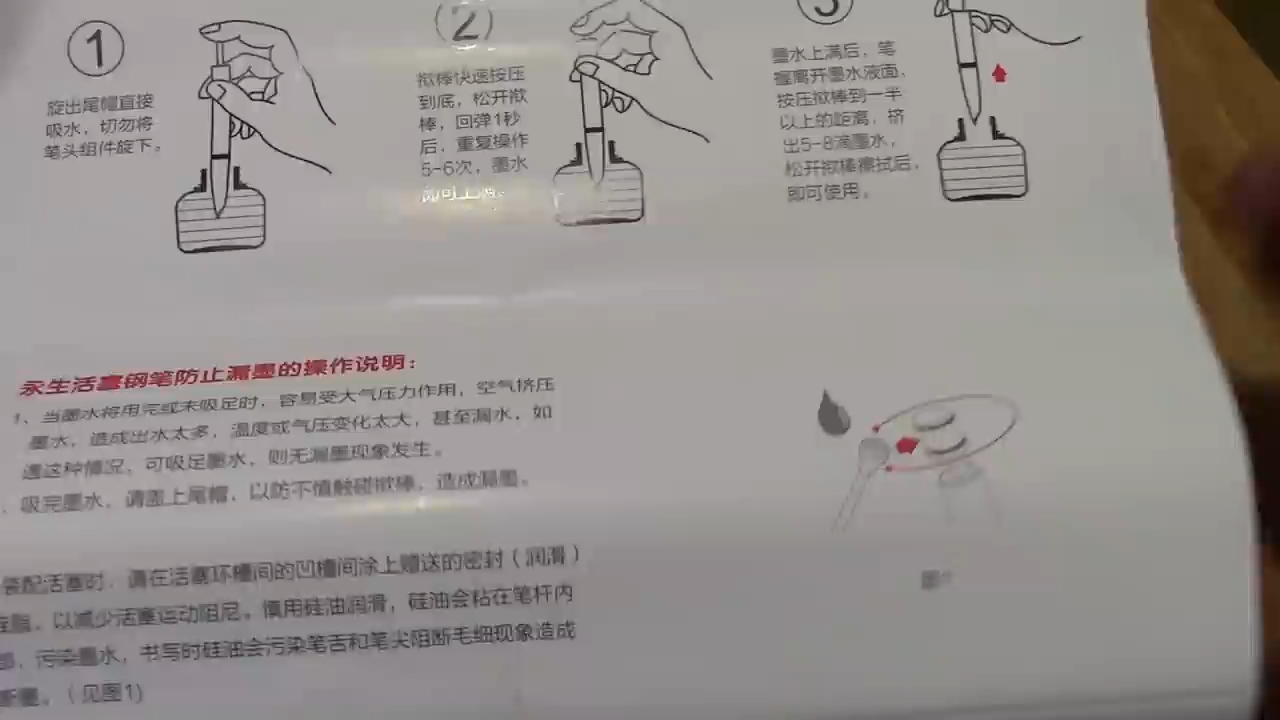 1
旋出尾帽直接
吸水，切勿将
笔头组件旋下。
2
揿棒快速按压
到底，松开揿
棒，回弹1秒
后，重复操作
5-6次，墨水
即可上满。
3
墨水上满后，笔
握离开墨水液面，
按压揿棒到一半
以上的距离，挤
出5-8滴墨水，
松开揿棒擦拭后，
即可使用。
永生活塞钢笔防止漏墨的操作说明：
1、当墨水将用完或未吸足时，容易受大气压力作用，空气挤压
墨水，造成出水太多，温度或气压变化太大，甚至漏水，如
遇这种情况，可吸足墨水，则无漏墨现象发生。
、吸完墨水，请盖上尾帽，以防不慎触碰揿棒，造成漏墨。
装配活塞时，请在活塞环槽间的凹槽间涂上赠送的密封（润滑）
脂，以减少活塞运动阻尼。慎用硅油润滑，硅油会粘在笔杆内
部，污染墨水，书写时硅油会污染笔舌和笔尖阻断毛细现象造成
断墨。（见图1）
图1